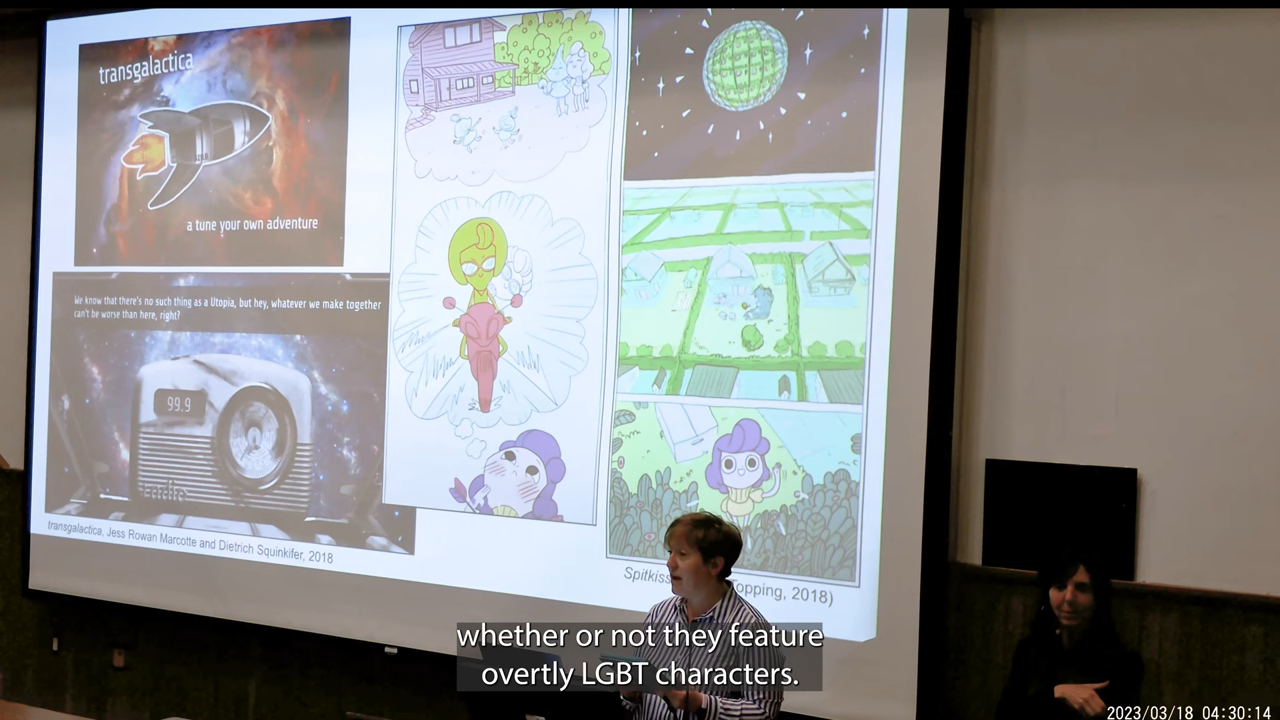 transgalactica
a tune your own adventure
We know that there's no such thing as a Utopia, but hey, whatever we make together
can't be worse than here, right?
99.9
transgalactica, Jess Rowan Marcotte and Dietrich Squinkifer, 2018
Topping, 2018)
whether or not they feature
overtly LGBT characters.
2023/03/18 04:30:14